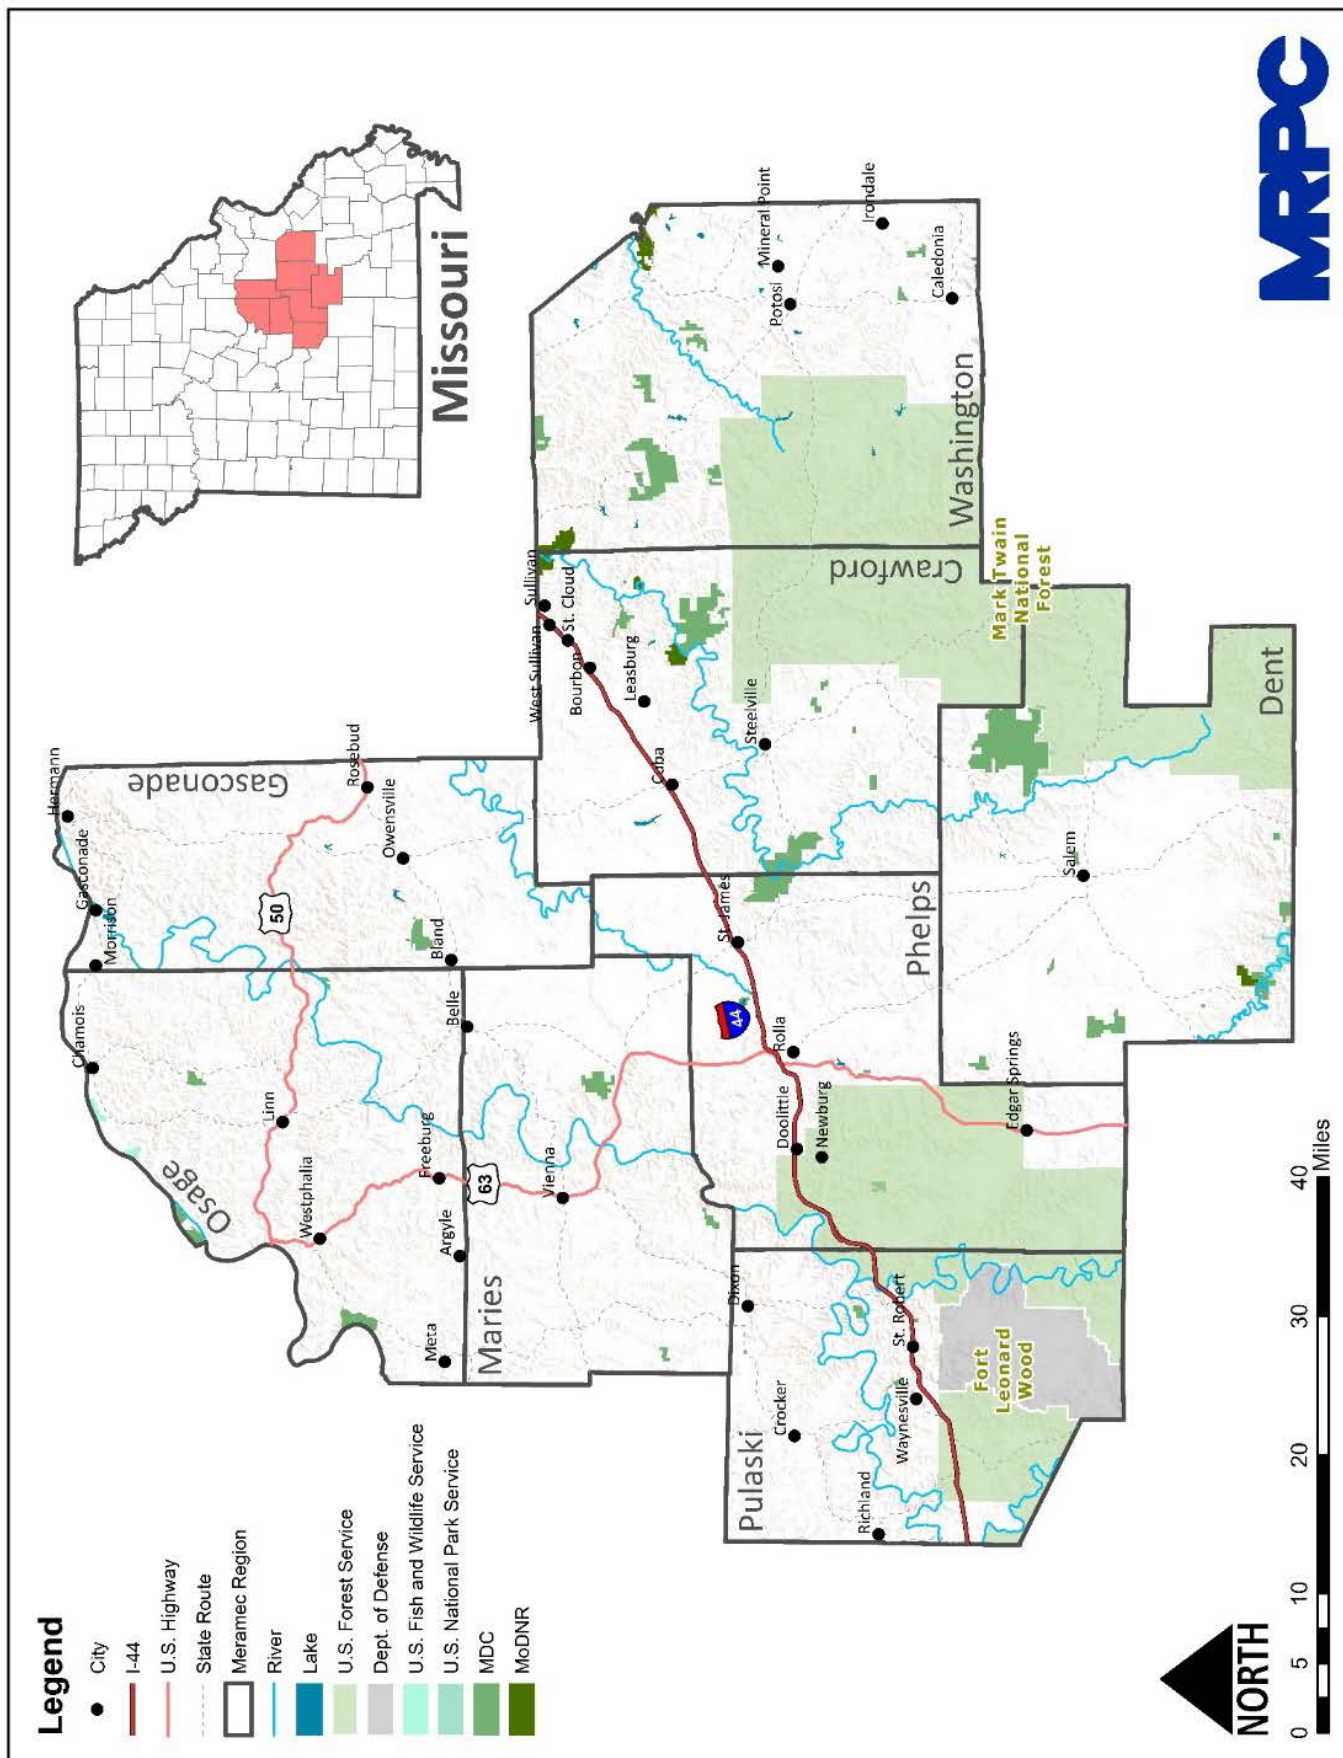 Legend
City
I-44
U.S. Highway
State Route
Meramec Region
River
Lake
U.S. Forest Service
Dept. of Defense
U.S. Fish and Wildlife Service
U.S. National Park Service
MDC
MoDNR
Missouri
Osage
Chamois
Morrison
Gasconade
Hermann
Gasconade
Linn
Westphalia
50
Rosebud
Owensville
Freeburg
Bland
Meta
Argyle
Belle
Maries
63
Vienna
Sullivan
West Sullivan
St. Cloud
Bourbon
Leasburg
Cuba
Steelville
Crawford
Mineral Point
Potosi
Irondale
Caledonia
Washington
Pulaski
Dixon
Crocker
Richland
Waynesville
St. Robert
Fort
Leonard
Wood
44
St. James
Rolla
Doolittle
Newburg
Phelps
Edgar Springs
Mark Twain
National
Forest
Salem
Dent
NORTH
0 5 10 20 30 40
Miles
MRPC